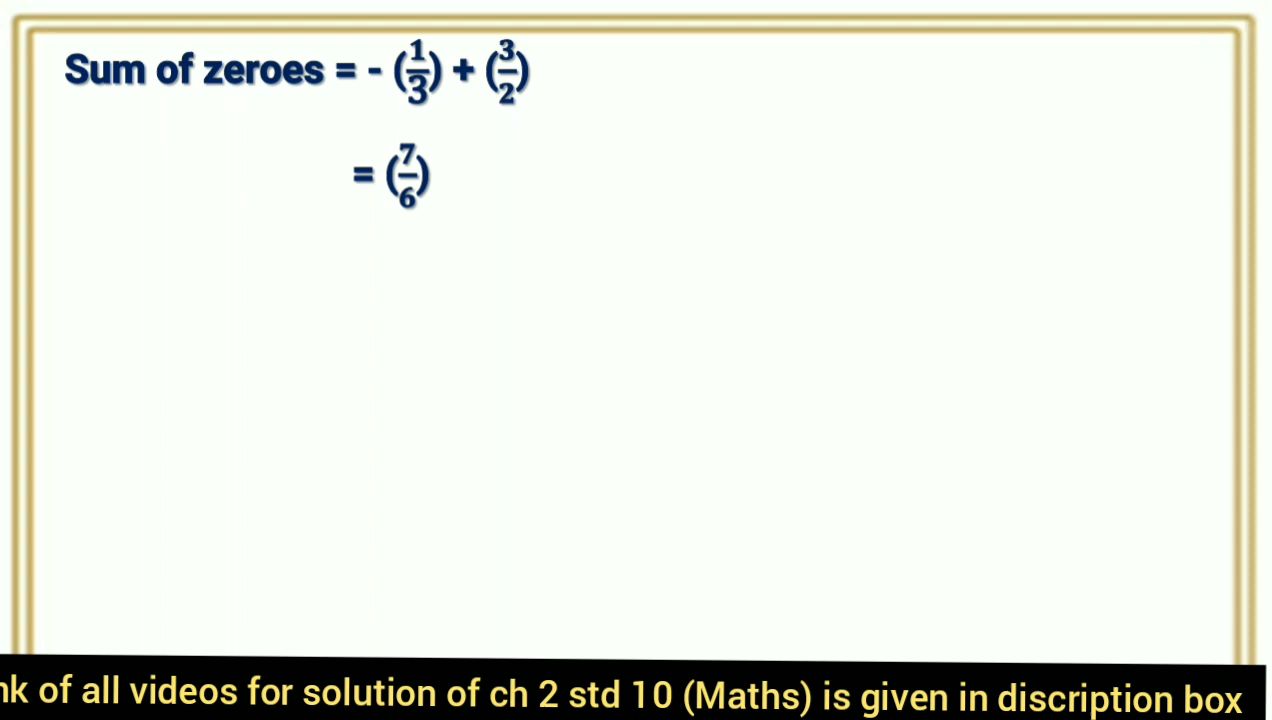 Sum of zeroes = - (1/3) + (3/2)
= (7/6)
nk of all videos for solution of ch 2 std 10 (Maths) is given in discription box